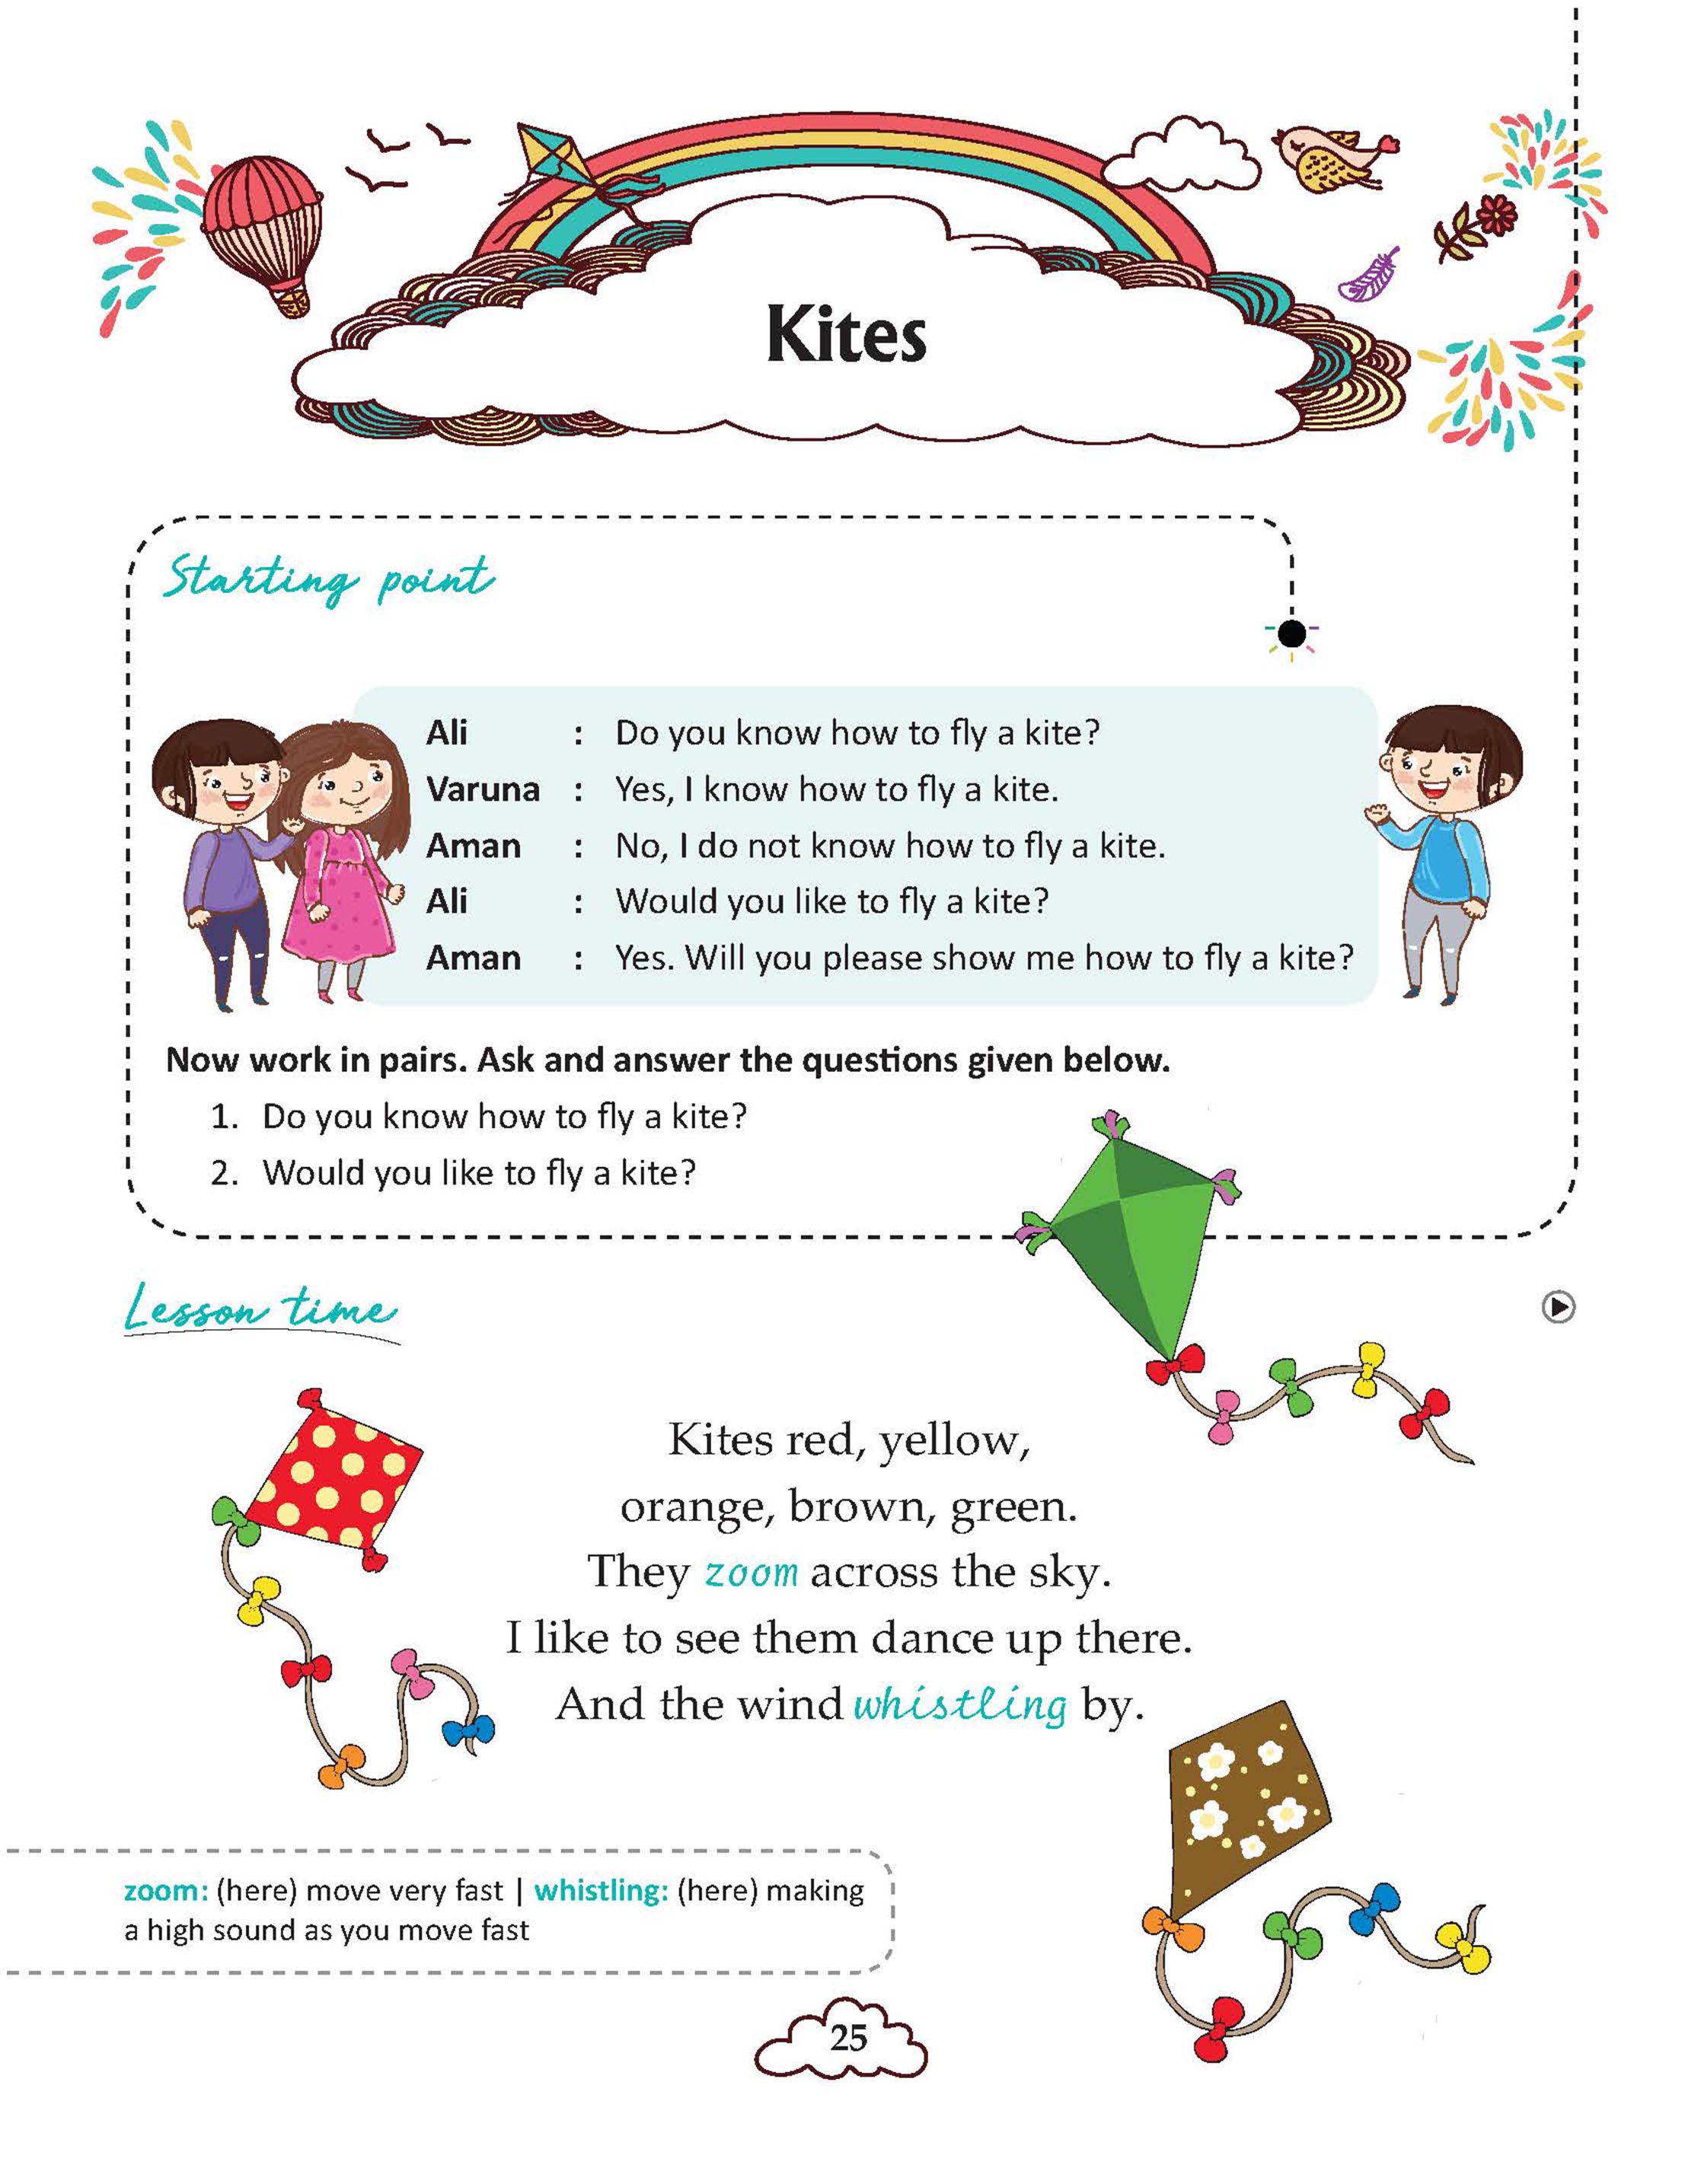 Kites
Starting point
Ali : Do you know how to fly a kite?
Varuna : Yes, I know how to fly a kite.
Aman : No, I do not know how to fly a kite.
Ali : Would you like to fly a kite?
Aman : Yes. Will you please show me how to fly a kite?
Now work in pairs. Ask and answer the questions given below.
1. Do you know how to fly a kite?
2. Would you like to fly a kite?
Lesson time
Kites red, yellow,
orange, brown, green.
They zoom across the sky.
I like to see them dance up there.
And the wind whistling by.
zoom: (here) move very fast | whistling: (here) making
a high sound as you move fast
25